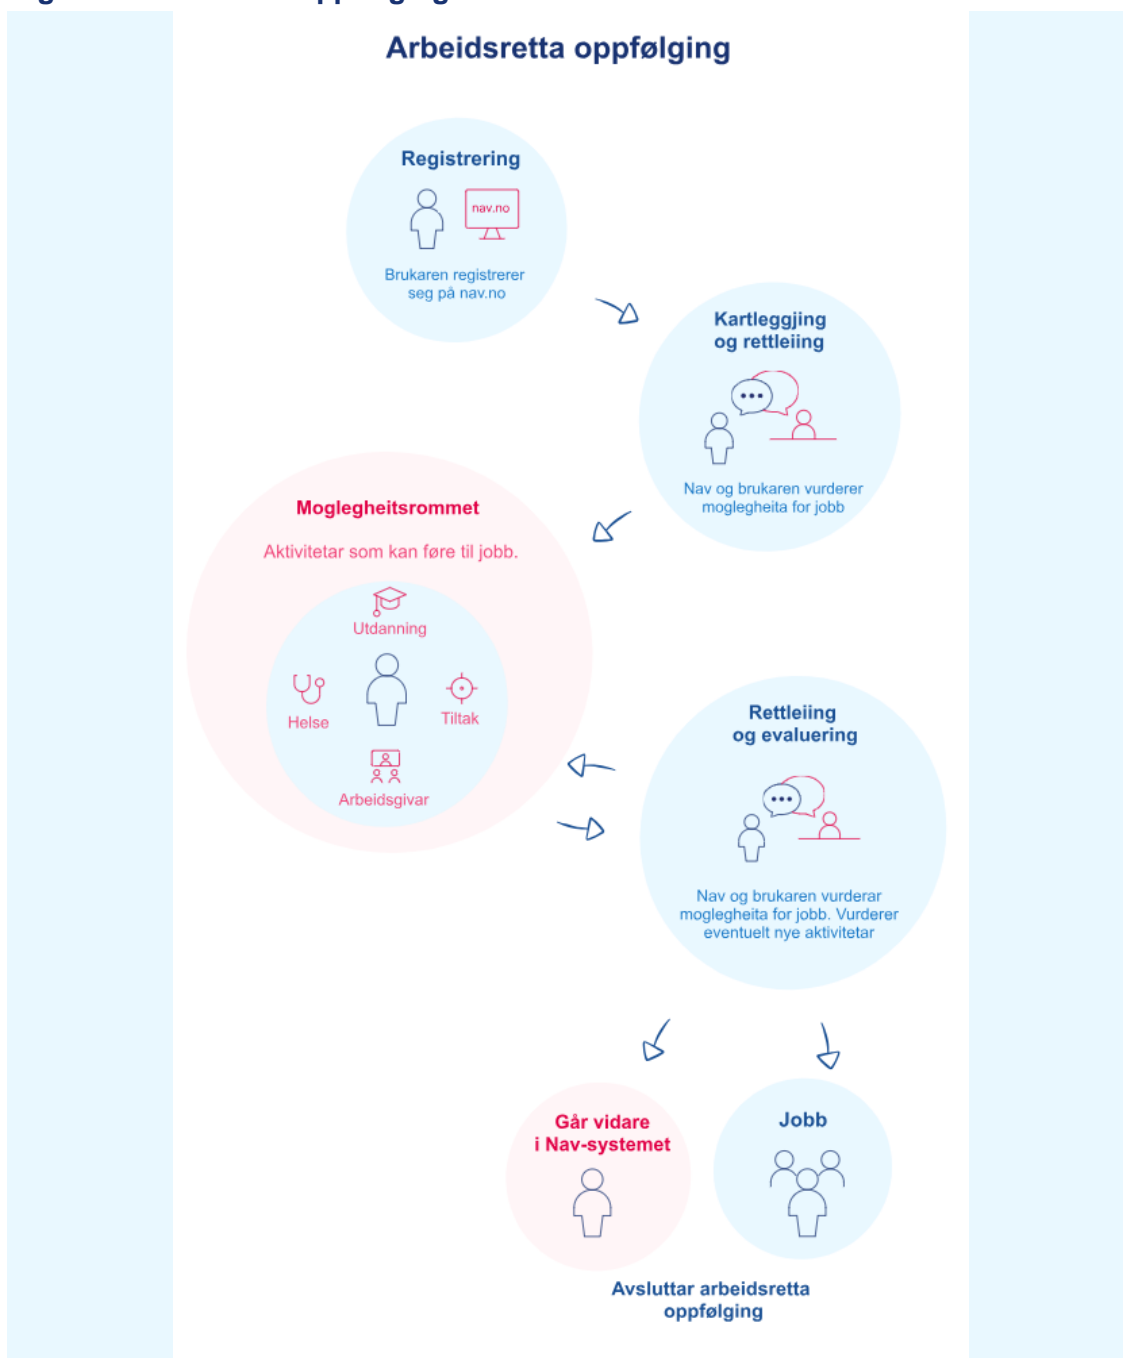 Arbeidsretta oppfølging
Registrering
nav.no
Brukaren registrerer
seg på nav.no
Kartleggjing
og rettleiing
Nav og brukaren vurderer
moglegheita for jobb
Moglegheitsrommet
Aktivitetar som kan føre til jobb.
Utdanning
Helse
Tiltak
Arbeidsgivar
Rettleiing
og evaluering
Nav og brukaren vurderar
moglegheita for jobb. Vurderer
eventuelt nye aktivitetar
Går vidare
i Nav-systemet
Jobb
Avsluttar arbeidsretta
oppfølging